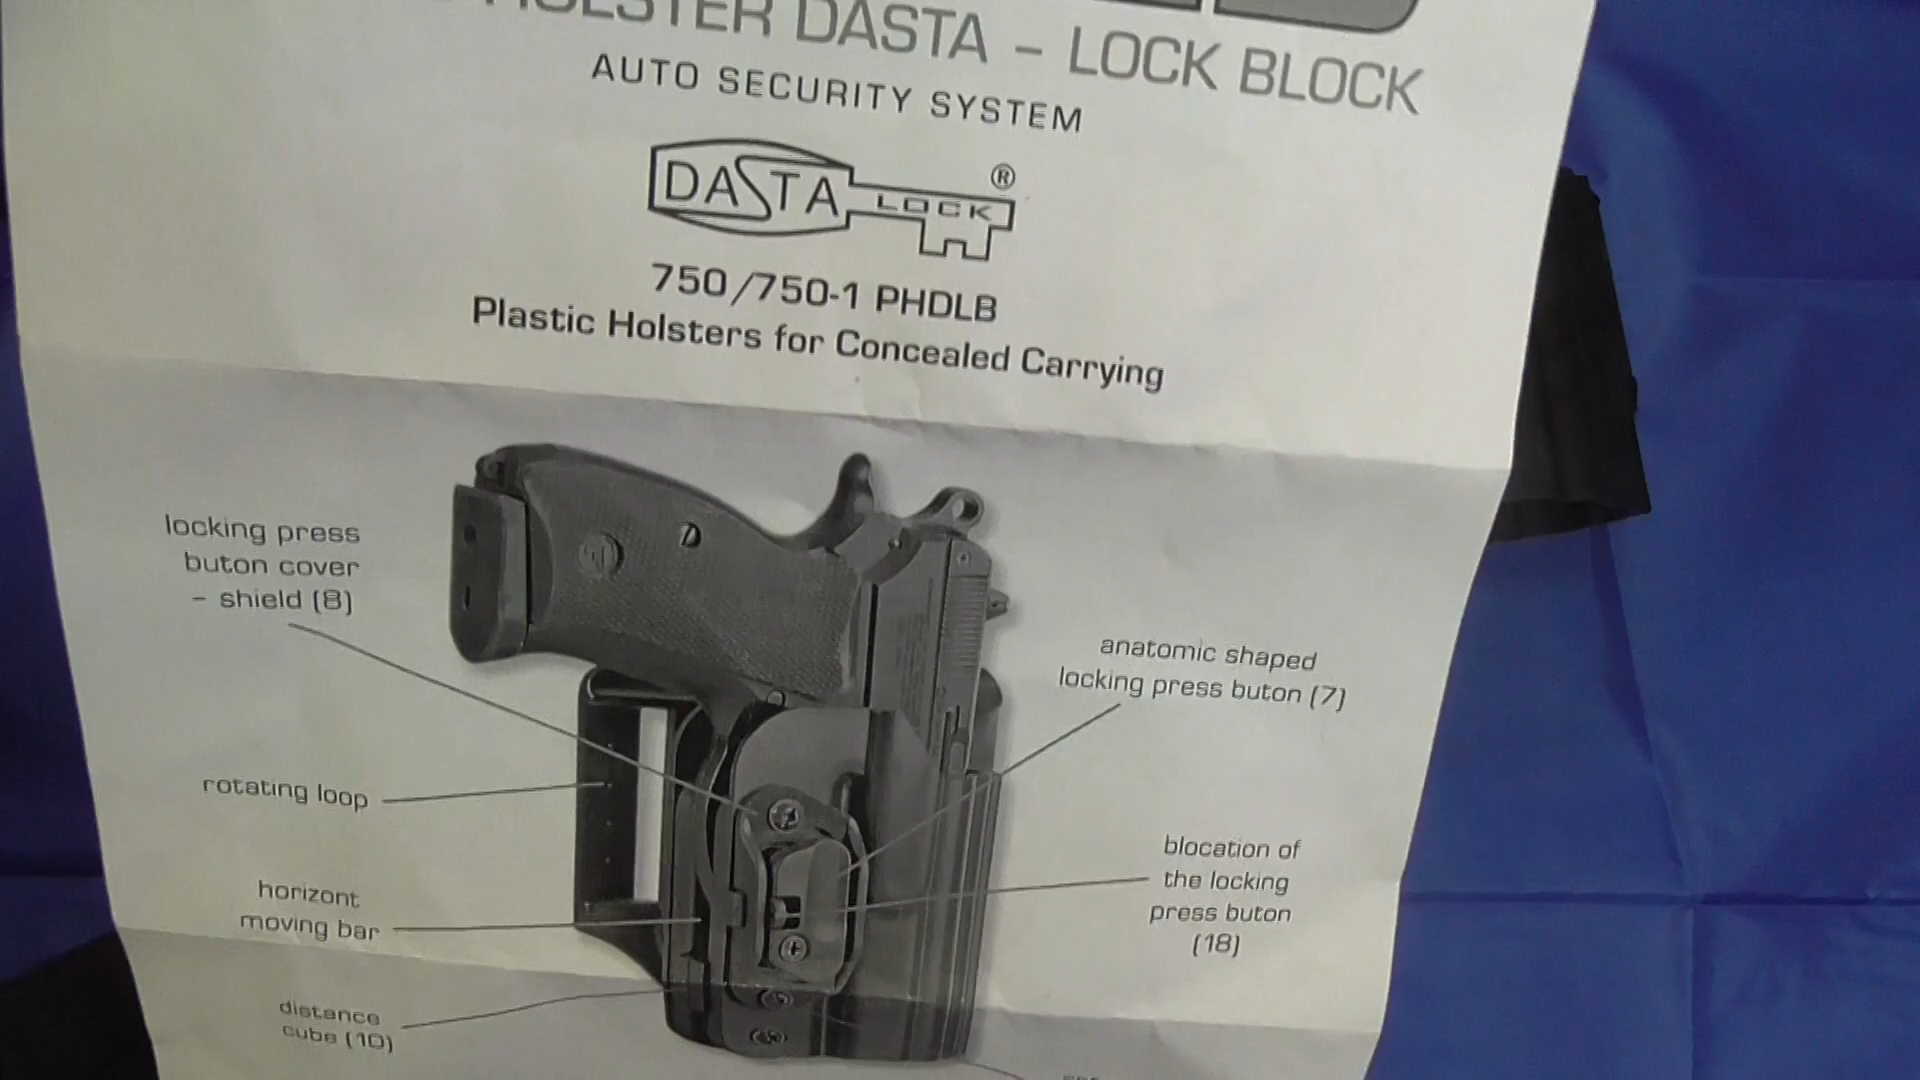 HOLSTER DASTA – LOCK BLOCK
AUTO SECURITY SYSTEM
DASTA LOCK ®
750/750-1 PHDLB
Plastic Holsters for Concealed Carrying
locking press
buton cover
– shield (8)
anatomic shaped
locking press buton (7)
rotating loop
blocation of
the locking
press buton
(18)
horizont
moving bar
distance
cube (10)